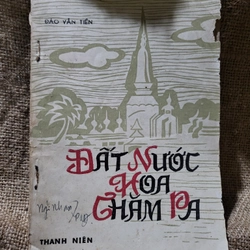 ĐÀO VĂN TIẾN
ĐẤT NƯỚC
HOA
CHĂM PA
THANH NIÊN